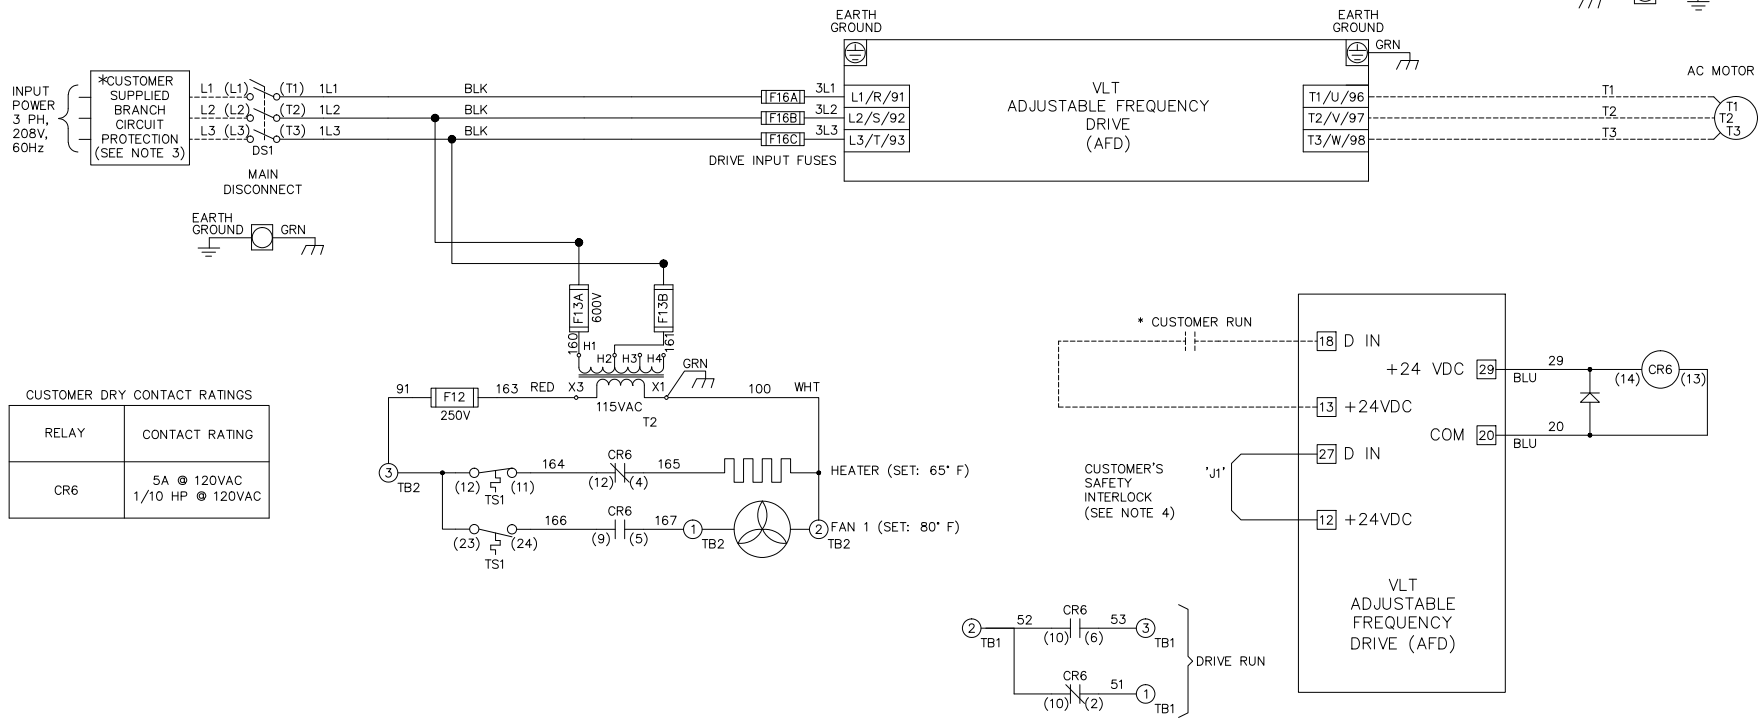 EARTH
GROUND
EARTH
GROUND
GRN
INPUT
POWER
3 PH,
208V,
60Hz
*CUSTOMER
SUPPLIED
BRANCH
CIRCUIT
PROTECTION
(SEE NOTE 3)
L1 (L1) (T1) 1L1 BLK F16A 3L1 L1/R/91
L2 (L2) (T2) 1L2 BLK F16B 3L2 L2/S/92
L3 (L3) (T3) 1L3 BLK F16C 3L3 L3/T/93
DS1
MAIN
DISCONNECT
DRIVE INPUT FUSES
VLT
ADJUSTABLE FREQUENCY
DRIVE
(AFD)
T1/U/96 T1
T2/V/97 T2
T3/W/98 T3
AC MOTOR
T1
T2
T3
EARTH
GROUND GRN
F13A
600V
F13B
160
161
H1 H2 H3 H4
GRN
91 F12 163 RED X3 X1 100 WHT
250V
115VAC
T2
CUSTOMER DRY CONTACT RATINGS
RELAY CONTACT RATING
CR6 5A @ 120VAC
1/10 HP @ 120VAC
3 TB2
(12) TS1 (11) 164 CR6 (12) (4) 165 HEATER (SET: 65° F)
(23) TS1 (24) 166 CR6 (9) (5) 167 1 TB2 2 TB2 FAN 1 (SET: 80° F)
* CUSTOMER RUN
18 D IN
13 +24VDC
27 D IN
12 +24VDC
CUSTOMER'S
SAFETY
INTERLOCK
(SEE NOTE 4)
'J1'
+24 VDC 29 BLU 29
COM 20 BLU 20
(14) CR6 (13)
VLT
ADJUSTABLE
FREQUENCY
DRIVE (AFD)
2 TB1 52 CR6 (10) (6) 53 3 TB1
CR6 (10) (2) 51 1 TB1
DRIVE RUN